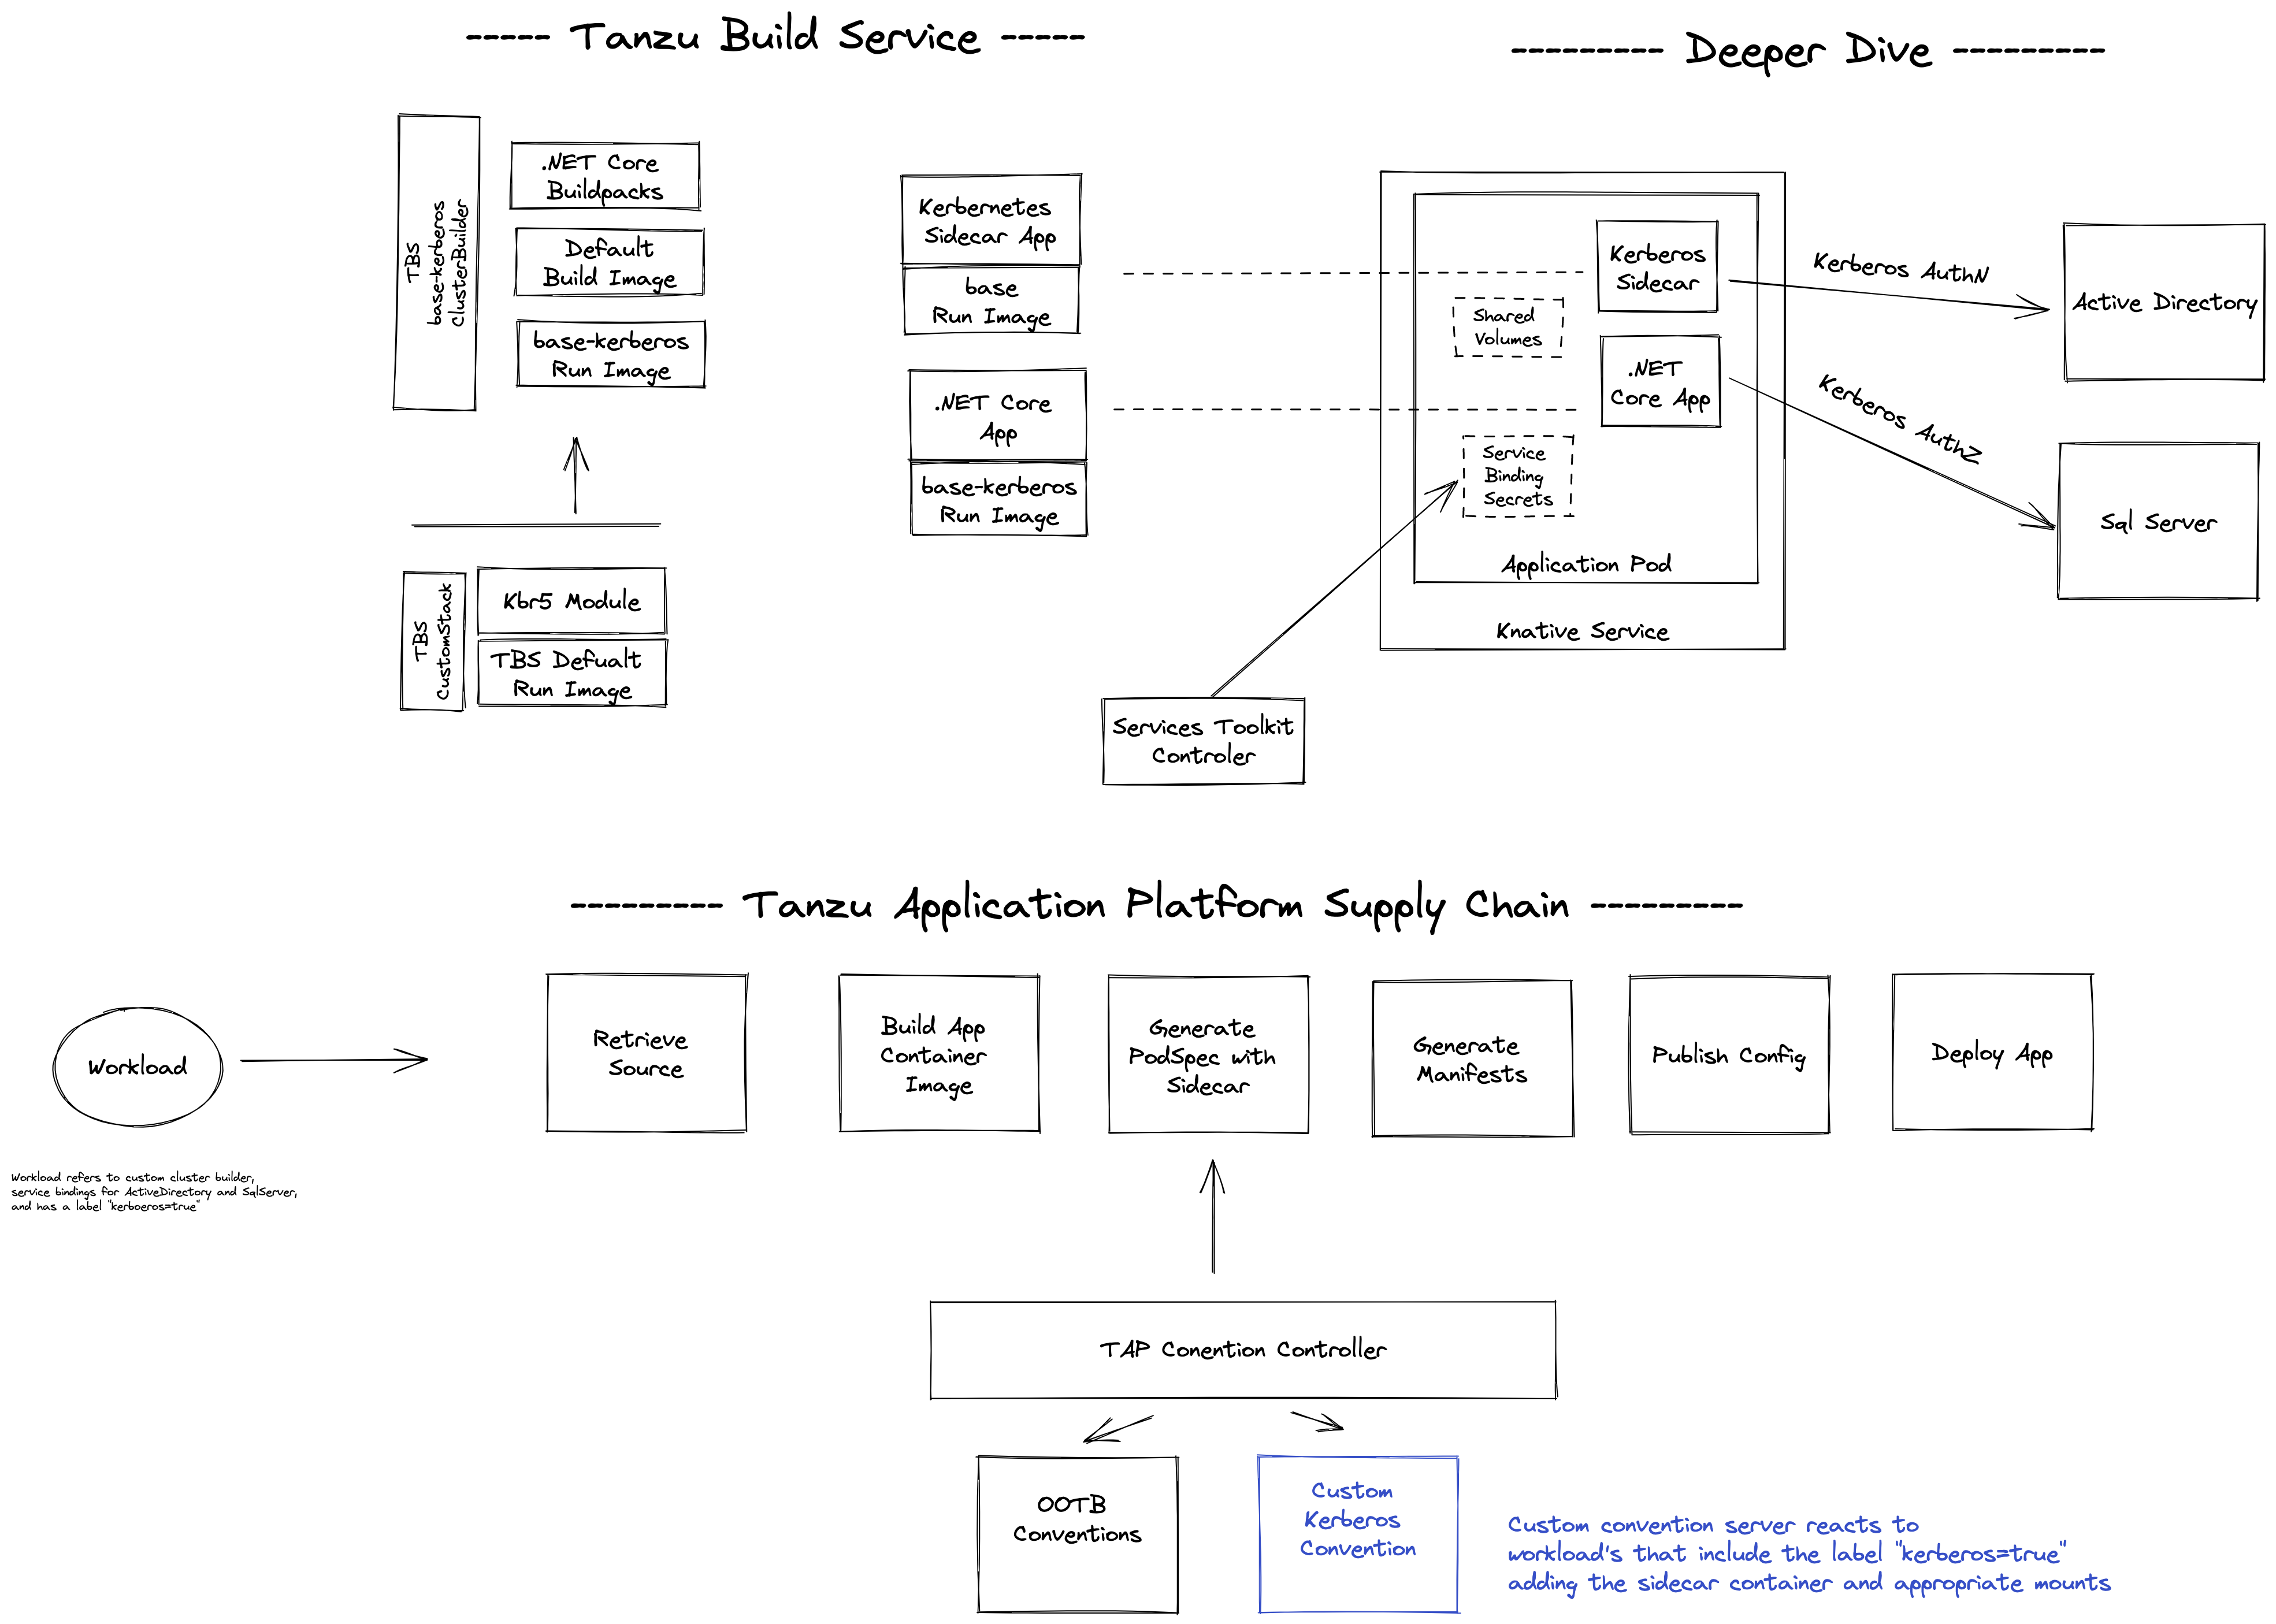 ----- Tanzu Build Service -----
TBS
base-kerberos
ClusterBuilder
.NET Core
Buildpacks
Default
Build Image
base-kerberos
Run Image
TBS
CustomStack
Kbr5 Module
TBS Defualt
Run Image
Kerbernetes
Sidecar App
base
Run Image
.NET Core
App
base-kerberos
Run Image
--------- Deeper Dive ---------
Kerberos
Sidecar
Shared
Volumes
.NET
Core App
Service
Binding
Secrets
Application Pod
Knative Service
Kerberos AuthN
Active Directory
Kerberos AuthZ
Sql Server
Services Toolkit
Controler
--------- Tanzu Application Platform Supply Chain ---------
Workload
Workload refers to custom cluster builder,
service bindings for ActiveDirectory and SqlServer,
and has a label "kerboeros=true"
Retrieve
Source
Build App
Container
Image
Generate
PodSpec with
Sidecar
Generate
Manifests
Publish Config
Deploy App
TAP Conention Controller
OOTB
Conventions
Custom
Kerberos
Convention
Custom convention server reacts to
workload's that include the label "kerberos=true"
adding the sidecar container and appropriate mounts